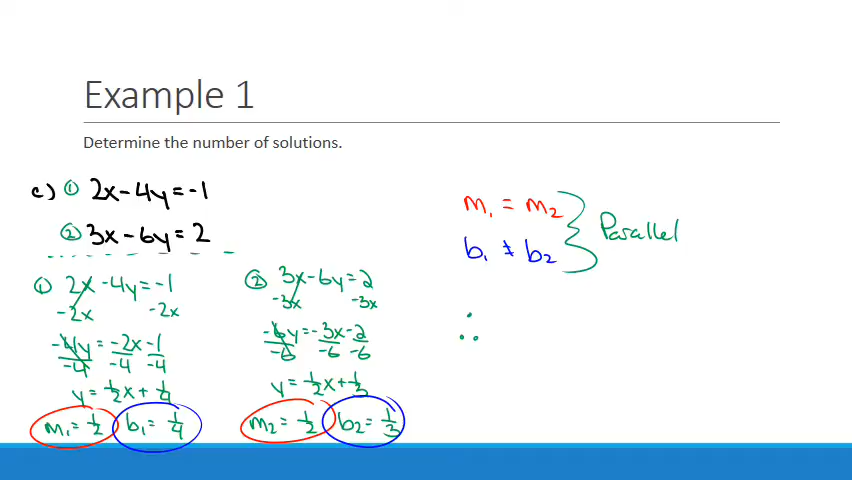 Example 1
Determine the number of solutions.
c) ① 2x - 4y = -1
② 3x - 6y = 2
① 2x - 4y = -1
-2x -2x
-4y/-4 = -2x/-4 -1/-4
y = 1/2x + 1/4
m₁ = 1/2 b₁ = 1/4
② 3x - 6y = 2
-3x -3x
-6y/-6 = -3x/-6 -2/-6
y = 1/2x + 1/3
m₂ = 1/2 b₂ = 1/3
m₁ = m₂
b₁ ≠ b₂
Parallel
∴